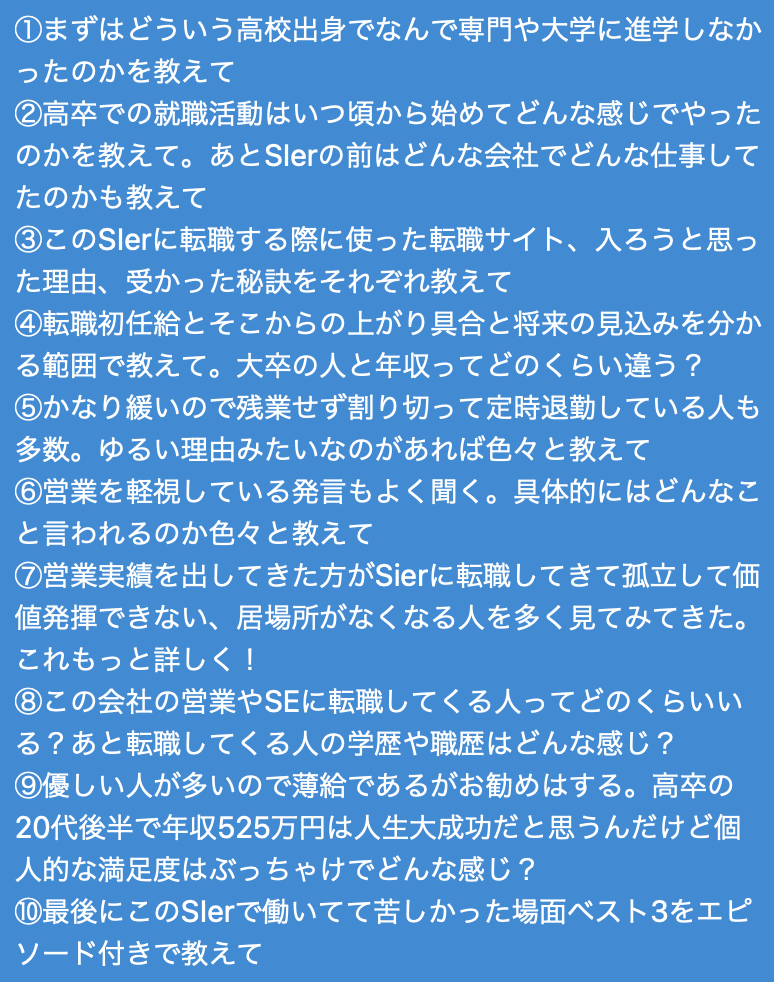 ①まずはどういう高校出身でなんで専門や大学に進学しなか
ったのかを教えて
②高卒での就職活動はいつ頃から始めてどんな感じでやった
のかを教えて。あとSIerの前はどんな会社でどんな仕事して
たのかも教えて
③このSIerに転職する際に使った転職サイト、入ろうと思っ
た理由、受かった秘訣をそれぞれ教えて
④転職初任給とそこからの上がり具合と将来の見込みを分か
る範囲で教えて。大卒の人と年収ってどのくらい違う？
⑤かなり緩いので残業せず割り切って定時退勤している人も
多数。ゆるい理由みたいなのがあれば色々と教えて
⑥営業を軽視している発言もよく聞く。具体的にはどんなこ
と言われるのか色々と教えて
⑦営業実績を出してきた方がSierに転職してきて孤立して価
値発揮できない、居場所がなくなる人を多く見てみてきた。
これもっと詳しく！
⑧この会社の営業やSEに転職してくる人ってどのくらいい
る？あと転職してくる人の学歴や職歴はどんな感じ？
⑨優しい人が多いので薄給であるがお勧めはする。高卒の
20代後半で年収525万円は人生大成功だと思うんだけど個
人的な満足度はぶっちゃけでどんな感じ？
⑩最後にこのSIerで働いてて苦しかった場面ベスト3をエピ
ソード付きで教えて